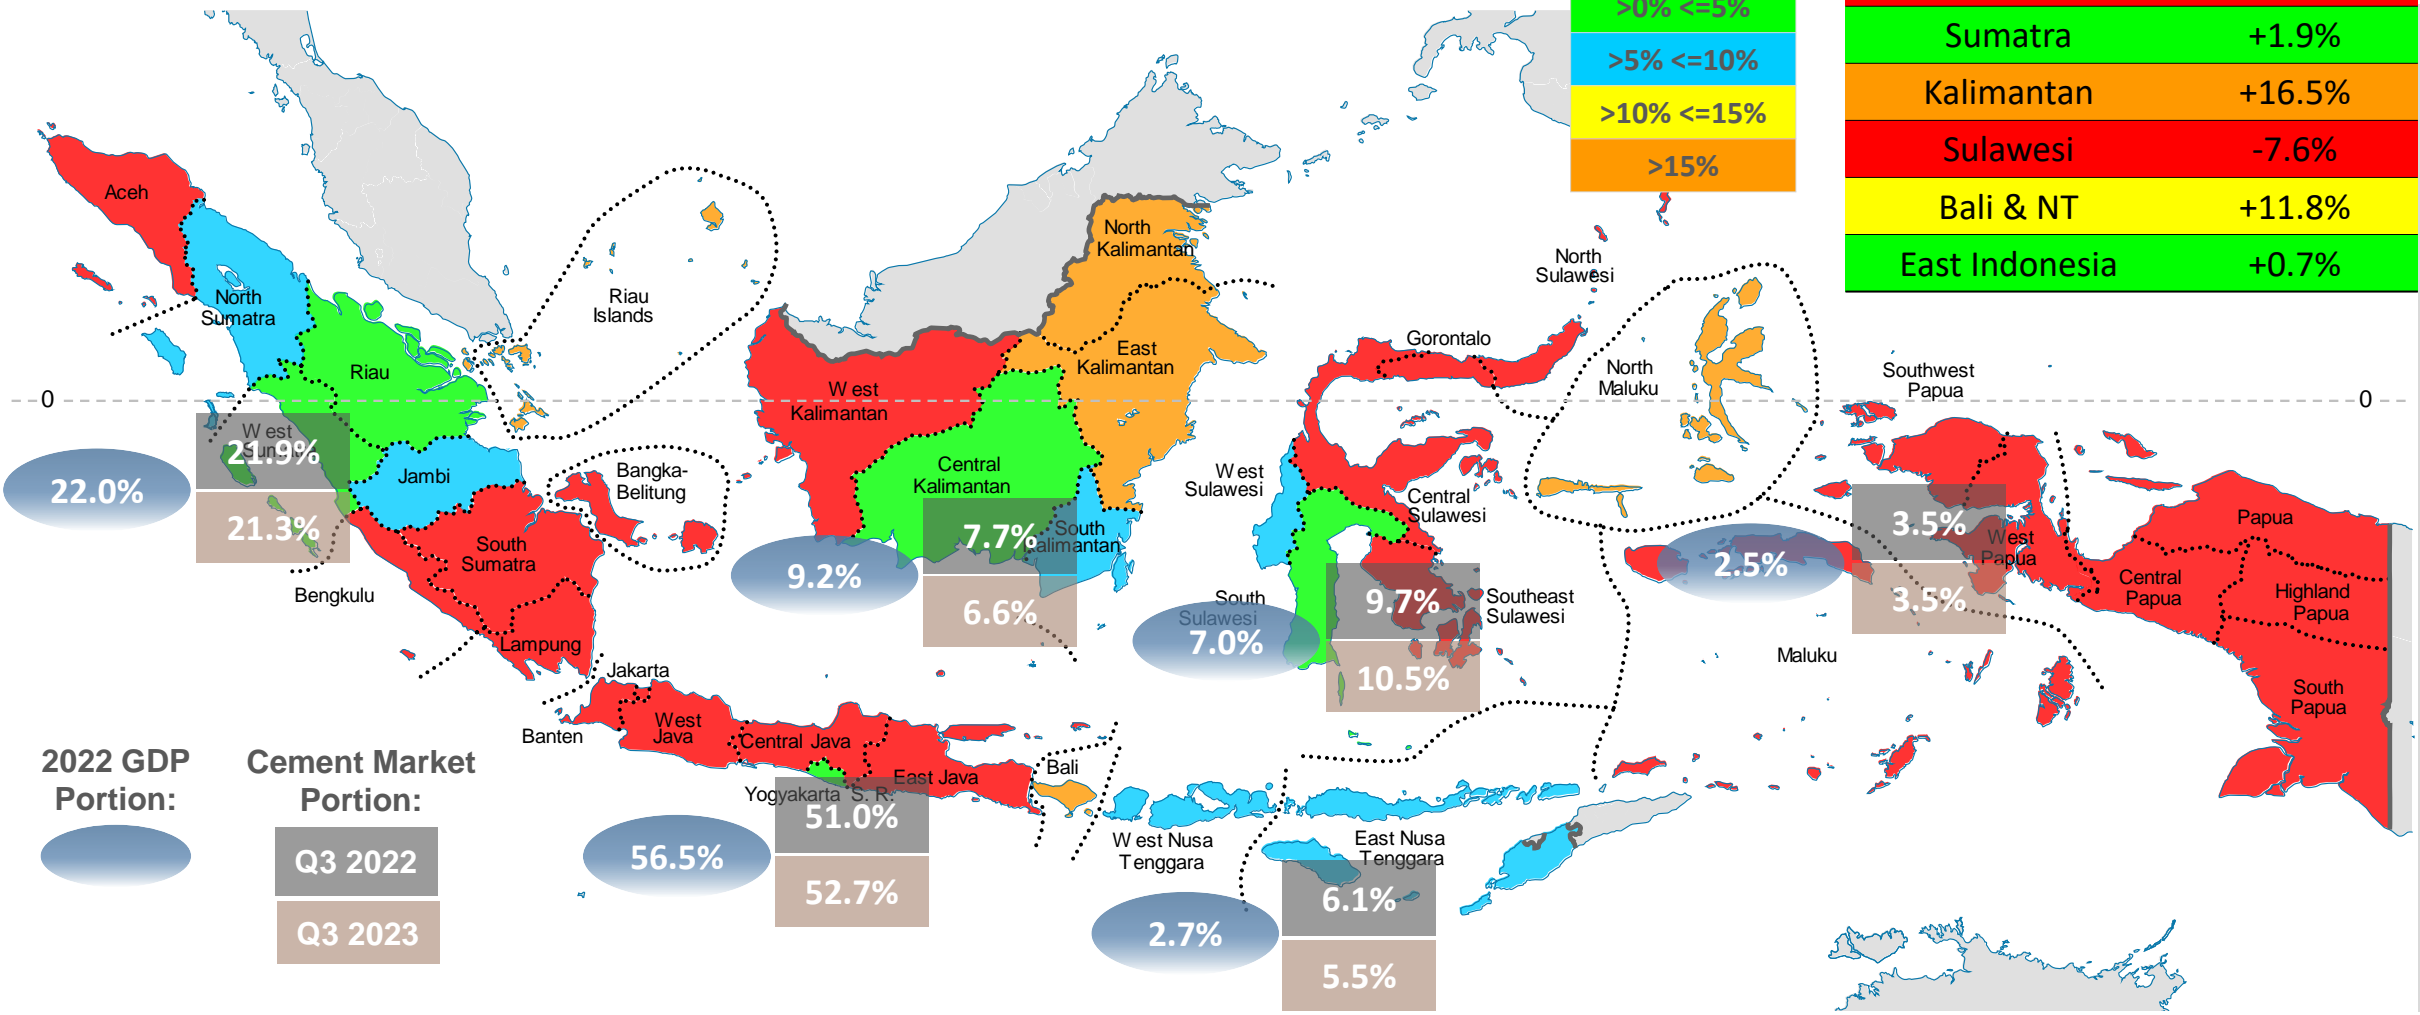 >0% <=5%
>5% <=10%
>10% <=15%
>15%
Sumatra +1.9%
Kalimantan +16.5%
Sulawesi -7.6%
Bali & NT +11.8%
East Indonesia +0.7%
Aceh
North
Sumatra
Riau
Riau
Islands
0
West
Jambi
Bangka-
Belitung
South
Sumatra
Bengkulu
Lampung
22.0%
21.9%
21.3%
North
Kalimantan
East
Kalimantan
West
Kalimantan
Central
Kalimantan
South
Kalimantan
9.2%
7.7%
6.6%
North
Sulawesi
Gorontalo
West
Sulawesi
Central
Sulawesi
South
Sulawesi
Southeast
Sulawesi
7.0%
9.7%
10.5%
North
Maluku
Southwest
Papua
0
West
Papua
Papua
Central
Papua
Highland
Papua
South
Papua
Maluku
2.5%
3.5%
3.5%
Jakarta
Banten
West
Java
Central Java
East Java
Yogyakarta S. R.
Bali
West Nusa
Tenggara
East Nusa
Tenggara
56.5%
51.0%
52.7%
2.7%
6.1%
5.5%
2022 GDP
Portion:
Cement Market
Portion:
Q3 2022
Q3 2023